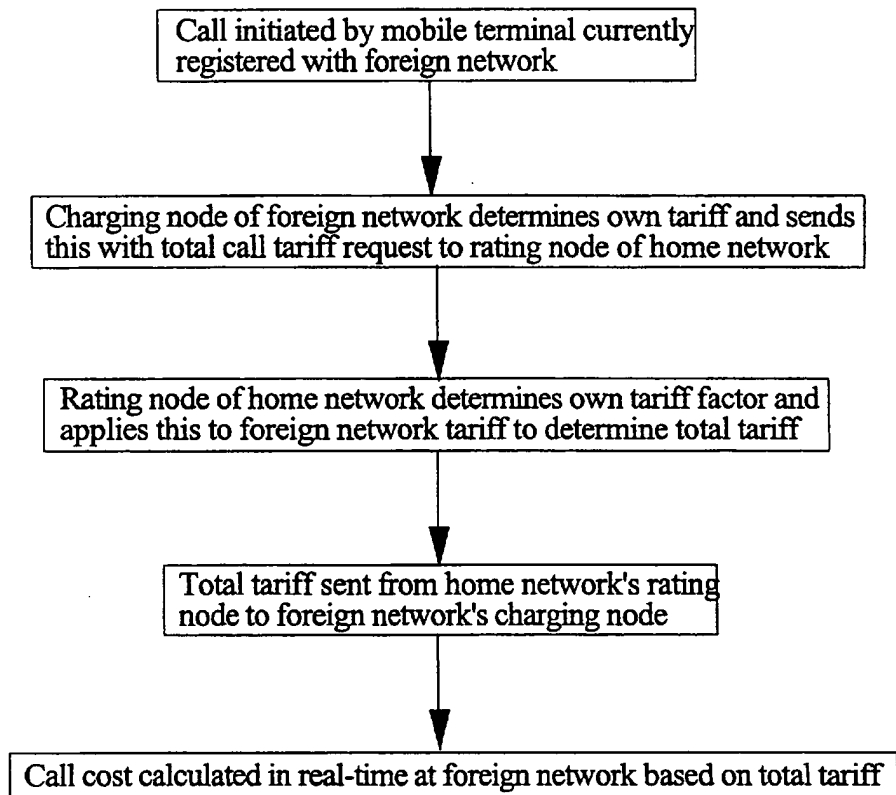 Call initiated by mobile terminal currently
registered with foreign network
Charging node of foreign network determines own tariff and sends
this with total call tariff request to rating node of home network
Rating node of home network determines own tariff factor and
applies this to foreign network tariff to determine total tariff
Total tariff sent from home network's rating
node to foreign network's charging node
Call cost calculated in real-time at foreign network based on total tariff